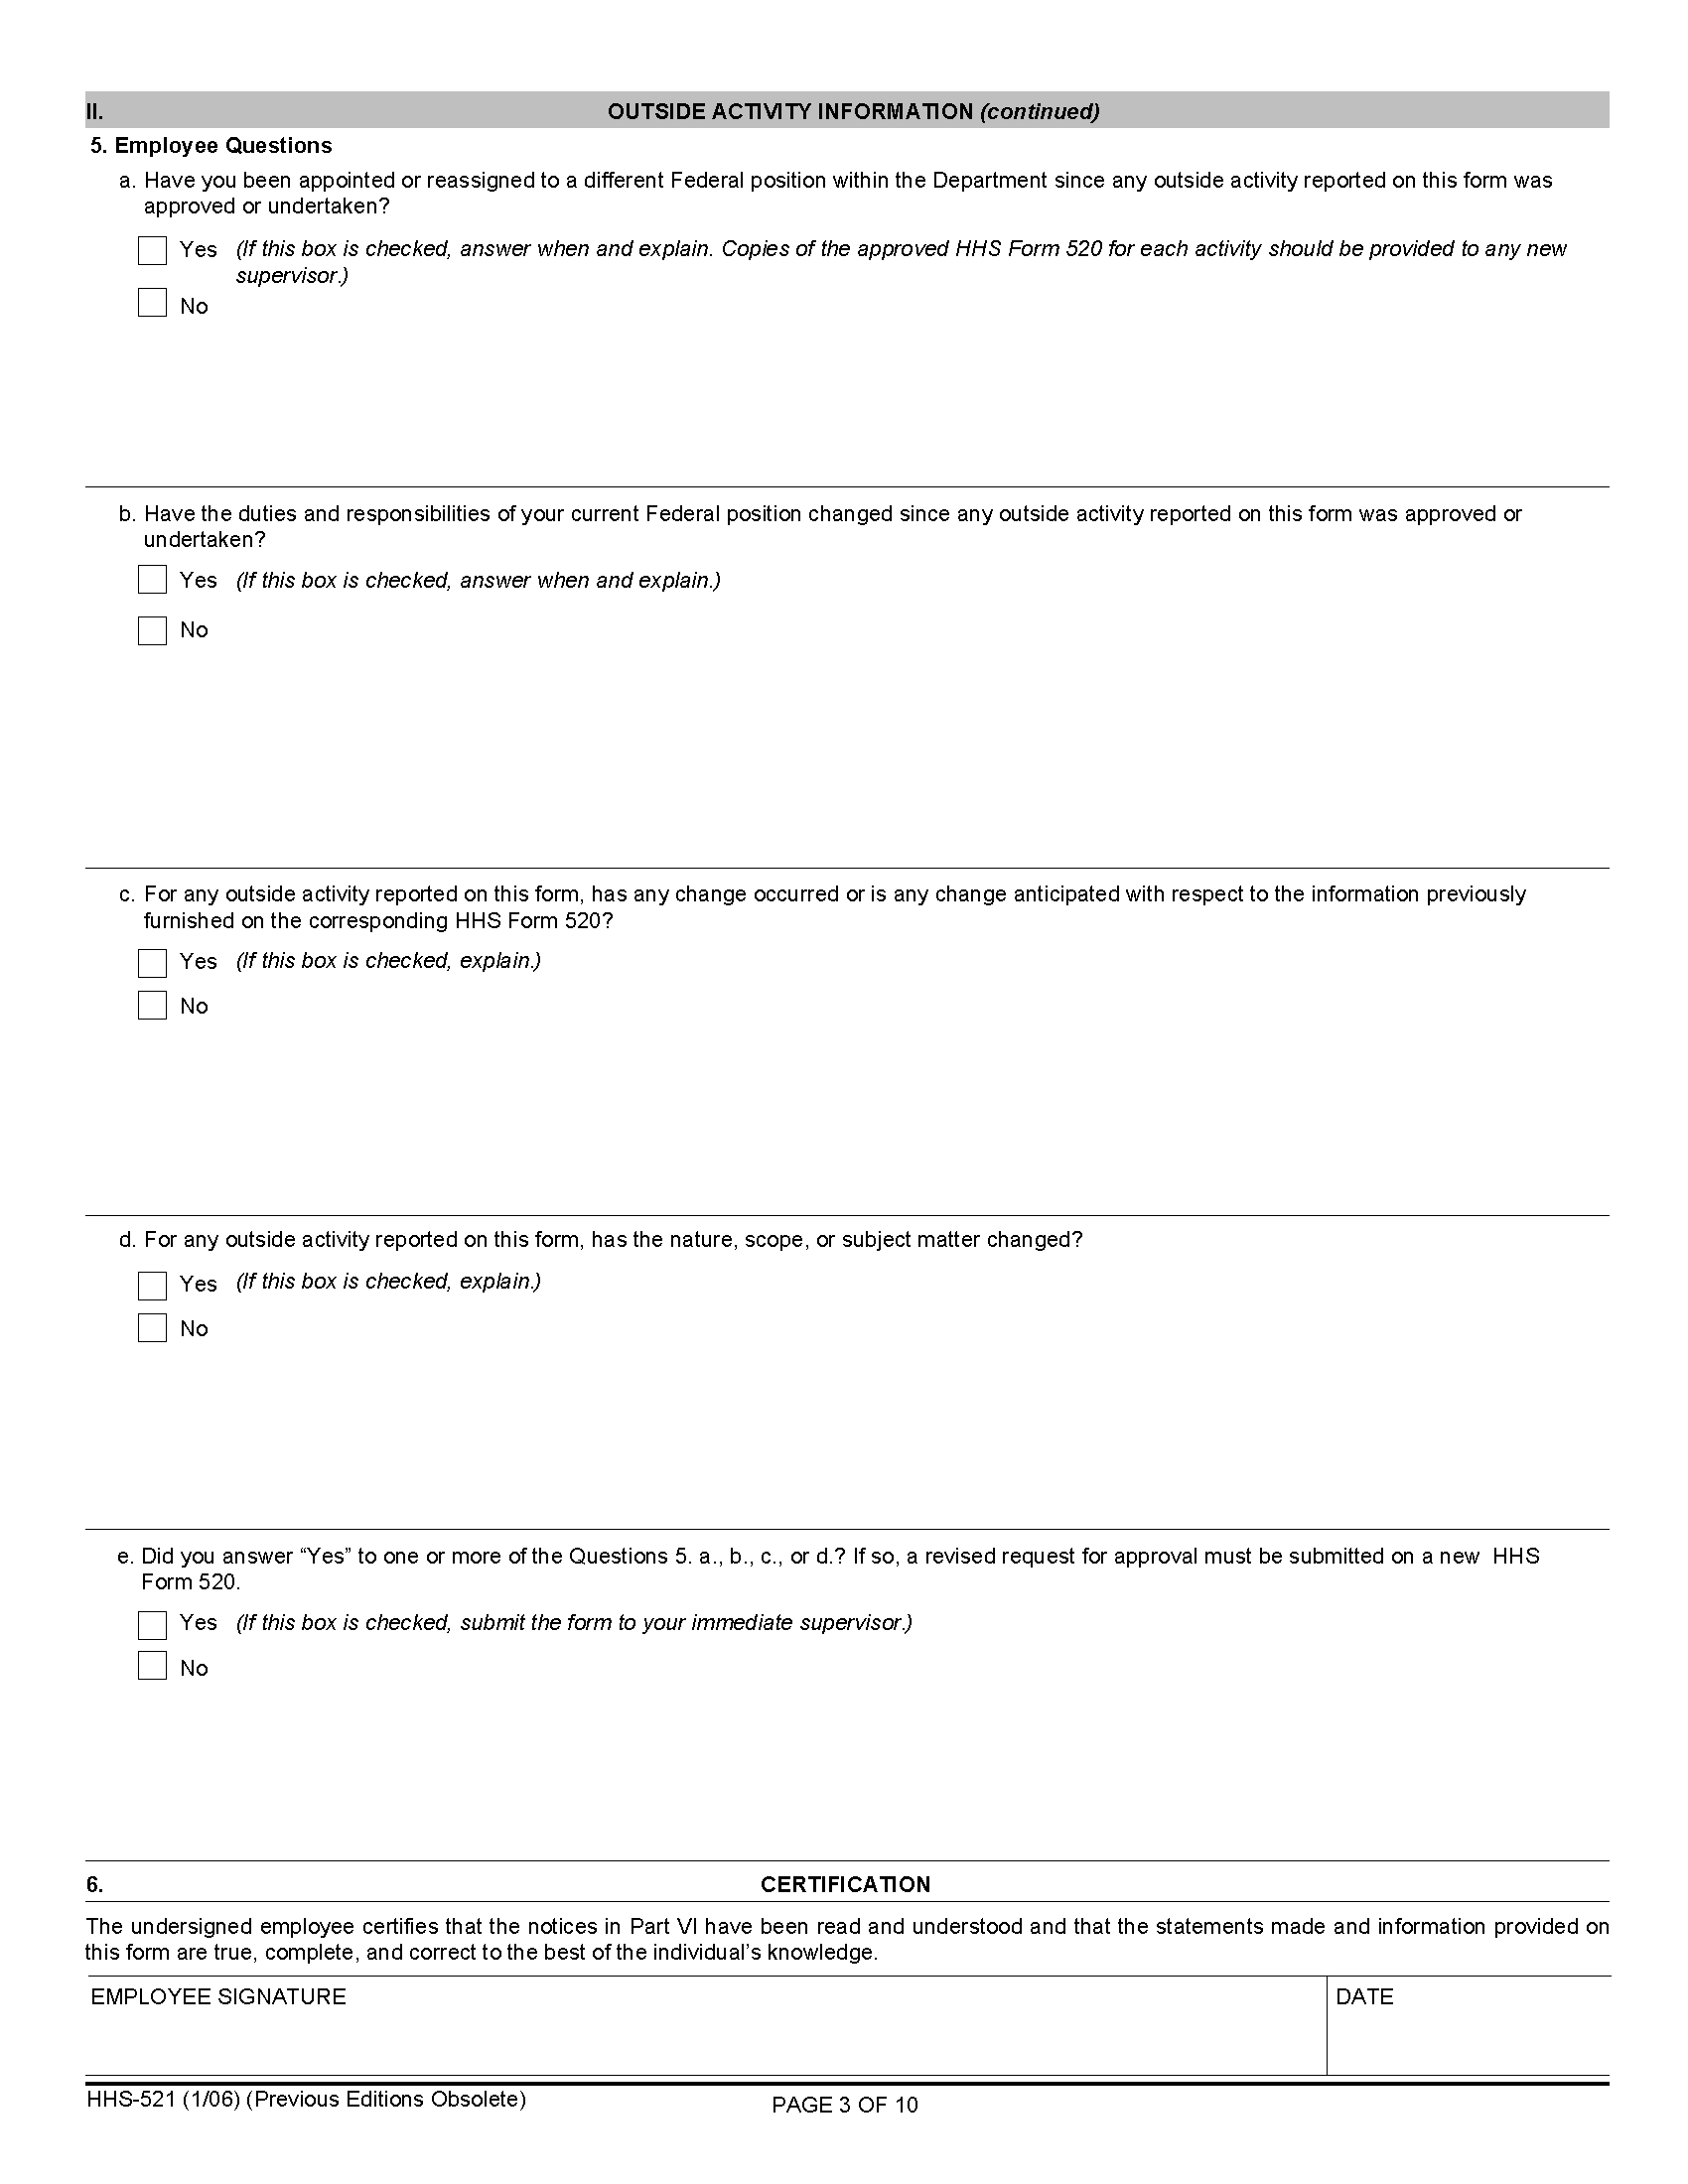 II. OUTSIDE ACTIVITY INFORMATION (continued)
5. Employee Questions
a. Have you been appointed or reassigned to a different Federal position within the Department since any outside activity reported on this form was
approved or undertaken?
Yes (If this box is checked, answer when and explain. Copies of the approved HHS Form 520 for each activity should be provided to any new
supervisor.)
No
b. Have the duties and responsibilities of your current Federal position changed since any outside activity reported on this form was approved or
undertaken?
Yes (If this box is checked, answer when and explain.)
No
c. For any outside activity reported on this form, has any change occurred or is any change anticipated with respect to the information previously
furnished on the corresponding HHS Form 520?
Yes (If this box is checked, explain.)
No
d. For any outside activity reported on this form, has the nature, scope, or subject matter changed?
Yes (If this box is checked, explain.)
No
e. Did you answer “Yes” to one or more of the Questions 5. a., b., c., or d.? If so, a revised request for approval must be submitted on a new HHS
Form 520.
Yes (If this box is checked, submit the form to your immediate supervisor.)
No
6. CERTIFICATION
The undersigned employee certifies that the notices in Part VI have been read and understood and that the statements made and information provided on
this form are true, complete, and correct to the best of the individual’s knowledge.
EMPLOYEE SIGNATURE DATE
HHS-521 (1/06) (Previous Editions Obsolete) PAGE 3 OF 10